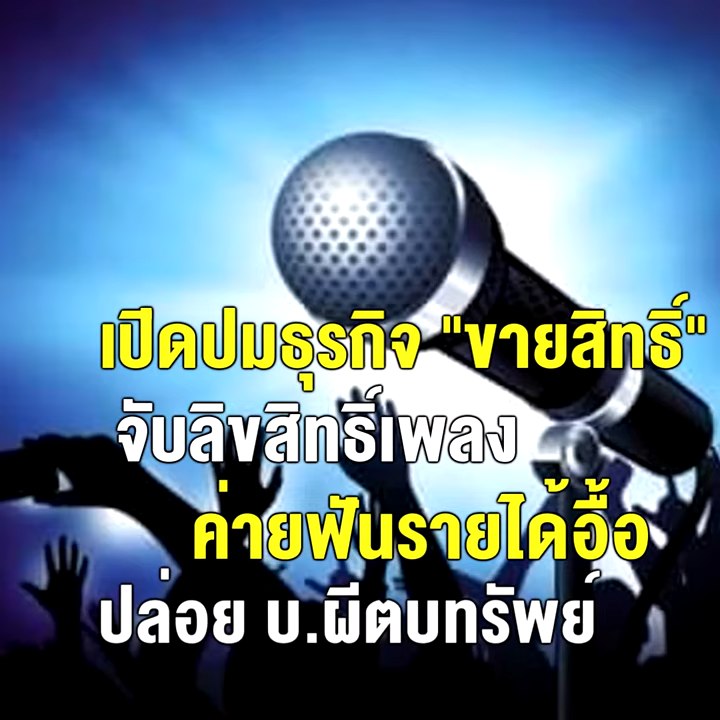 เปิดปมธุรกิจ "ขายสิทธิ์"
จับลิขสิทธิ์เพลง
ค่ายฟันรายได้อื้อ
ปล่อย บ.ผีตบทรัพย์